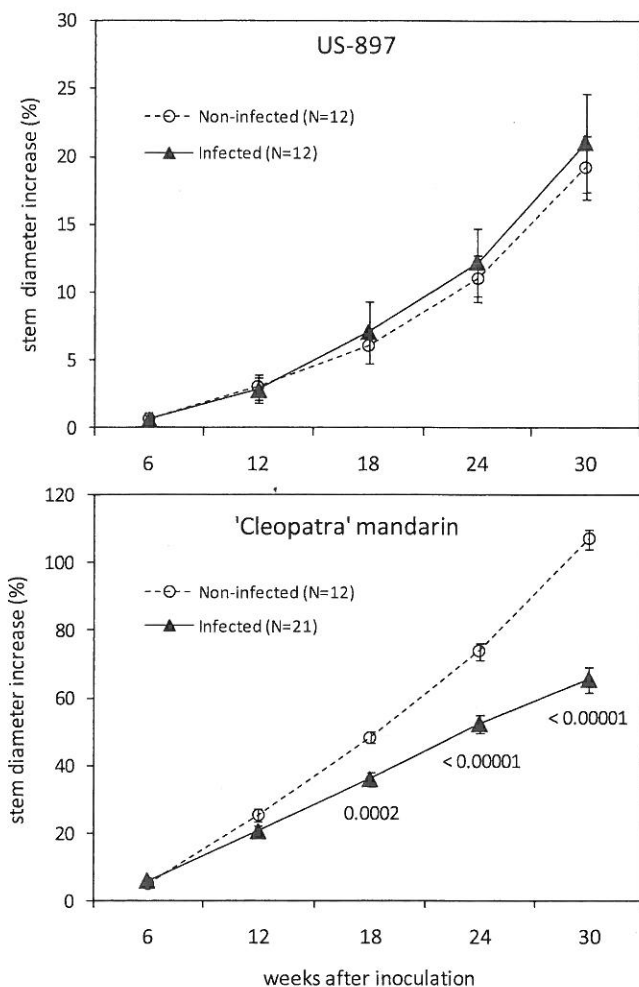 US-897
Non-infected (N=12)
Infected (N=12)
stem diameter increase (%)
30
25
20
15
10
5
0
6 12 18 24 30
'Cleopatra' mandarin
Non-infected (N=12)
Infected (N=21)
stem diameter increase (%)
120
100
80
60
40
20
0
0.0002
< 0.00001
< 0.00001
6 12 18 24 30
weeks after inoculation